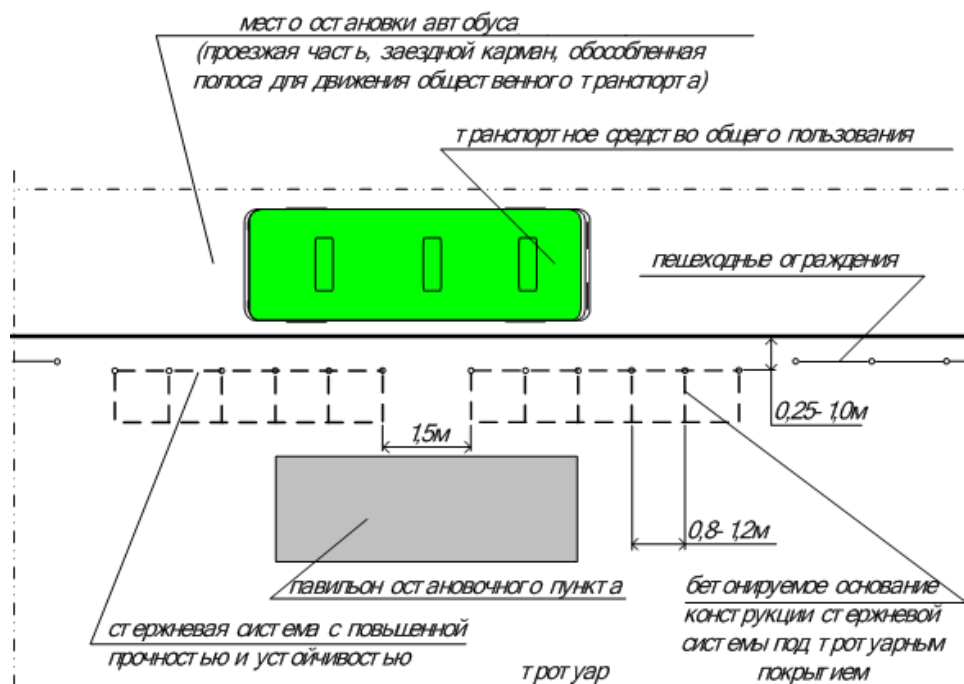 место остановки автобуса
(проезжая часть, заездной карман, обособленная
полоса для движения общественного транспорта)
транспортное средство общего пользования
пешеходные ограждения
0,25-1,0м
1,5м
0,8-1,2м
павильон остановочного пункта
бетонируемое основание
конструкции стержневой
системы под тротуарным
покрытием
стержневая система с повышенной
прочностью и устойчивостью
тротуар